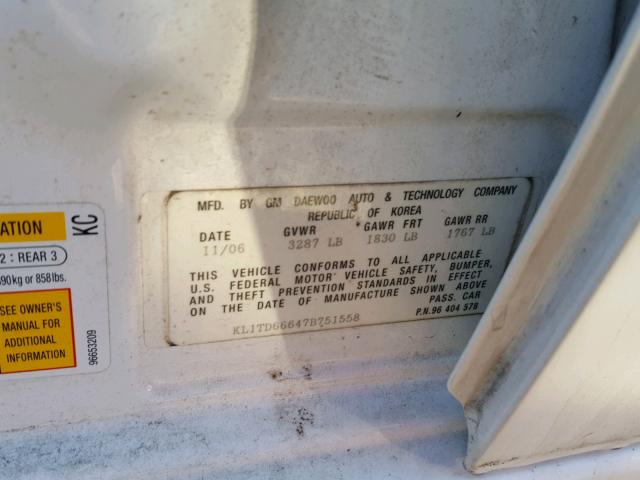 MFD. BY GM DAEWOO AUTO & TECHNOLOGY COMPANY
REPUBLIC OF KOREA
DATE GVWR GAWR FRT GAWR RR
11/06 3287 LB 1830 LB 1767 LB
THIS VEHICLE CONFORMS TO ALL APPLICABLE
U.S. FEDERAL MOTOR VEHICLE SAFETY, BUMPER,
AND THEFT PREVENTION STANDARDS IN EFFECT
ON THE DATE OF MANUFACTURE SHOWN ABOVE
PASS. CAR
KL1TD66647B751558 P.N.96 404 578
ATION KC
2 : REAR 3
90kg or 858lbs.
SEE OWNER'S
MANUAL FOR
ADDITIONAL
INFORMATION
96653209